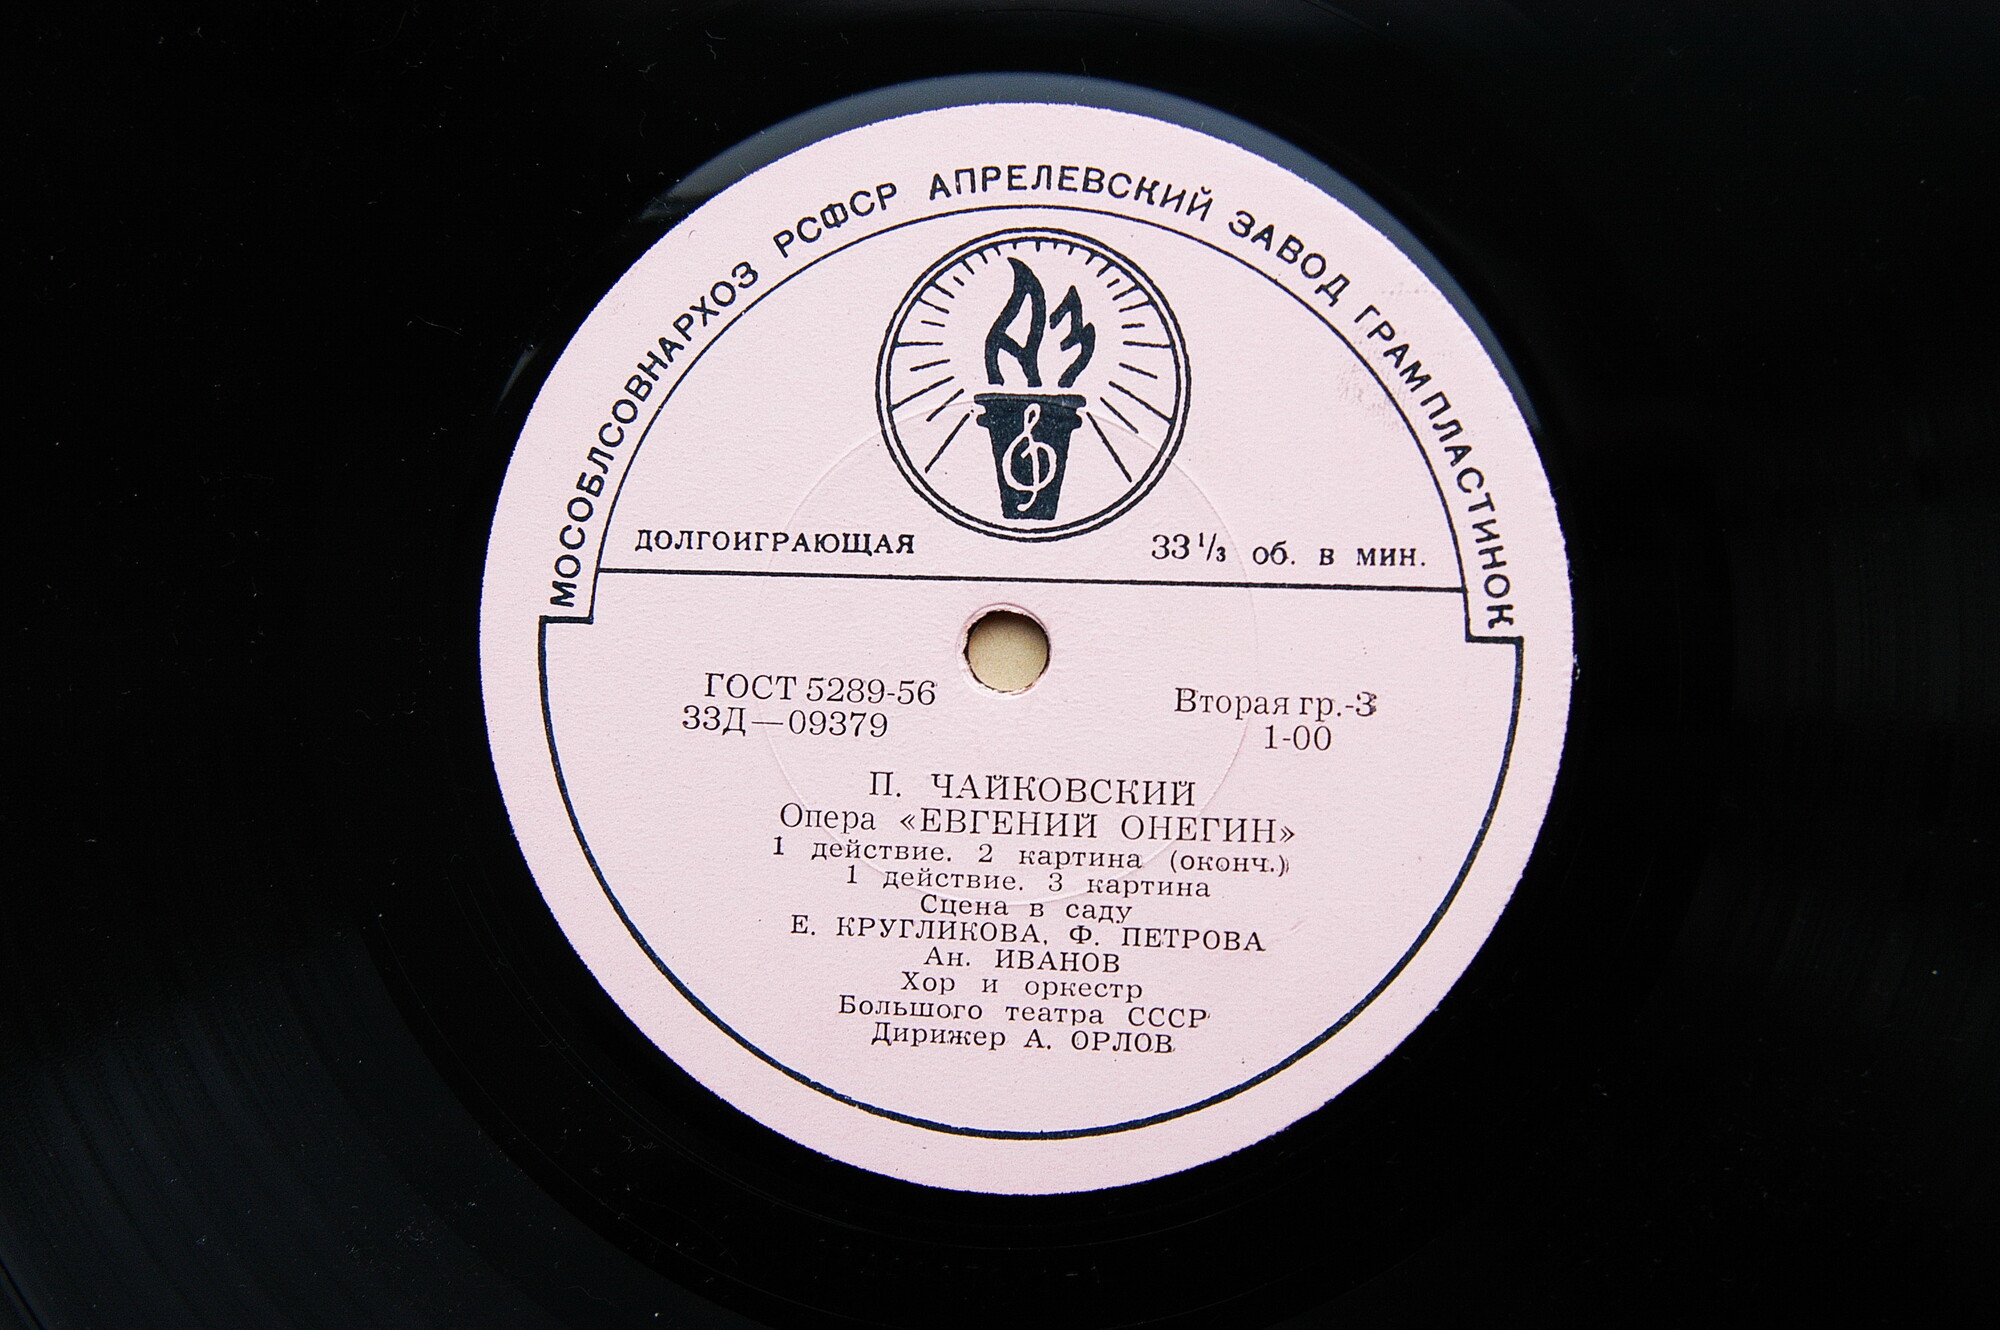 МОСОБЛСОВНАРХОЗ РСФСР АПРЕЛЕВСКИЙ ЗАВОД ГРАМПЛАСТИНОК
АЗ
ДОЛГОИГРАЮЩАЯ 33 1/3 об. в мин.
ГОСТ 5289-56 Вторая гр.-3
33Д—09379 1-00
П. ЧАЙКОВСКИЙ
Опера «ЕВГЕНИЙ ОНЕГИН»
1 действие. 2 картина (оконч.)
1 действие. 3 картина
Сцена в саду
Е. КРУГЛИКОВА, Ф. ПЕТРОВА
Ан. ИВАНОВ
Хор и оркестр
Большого театра СССР
Дирижер А. ОРЛОВ